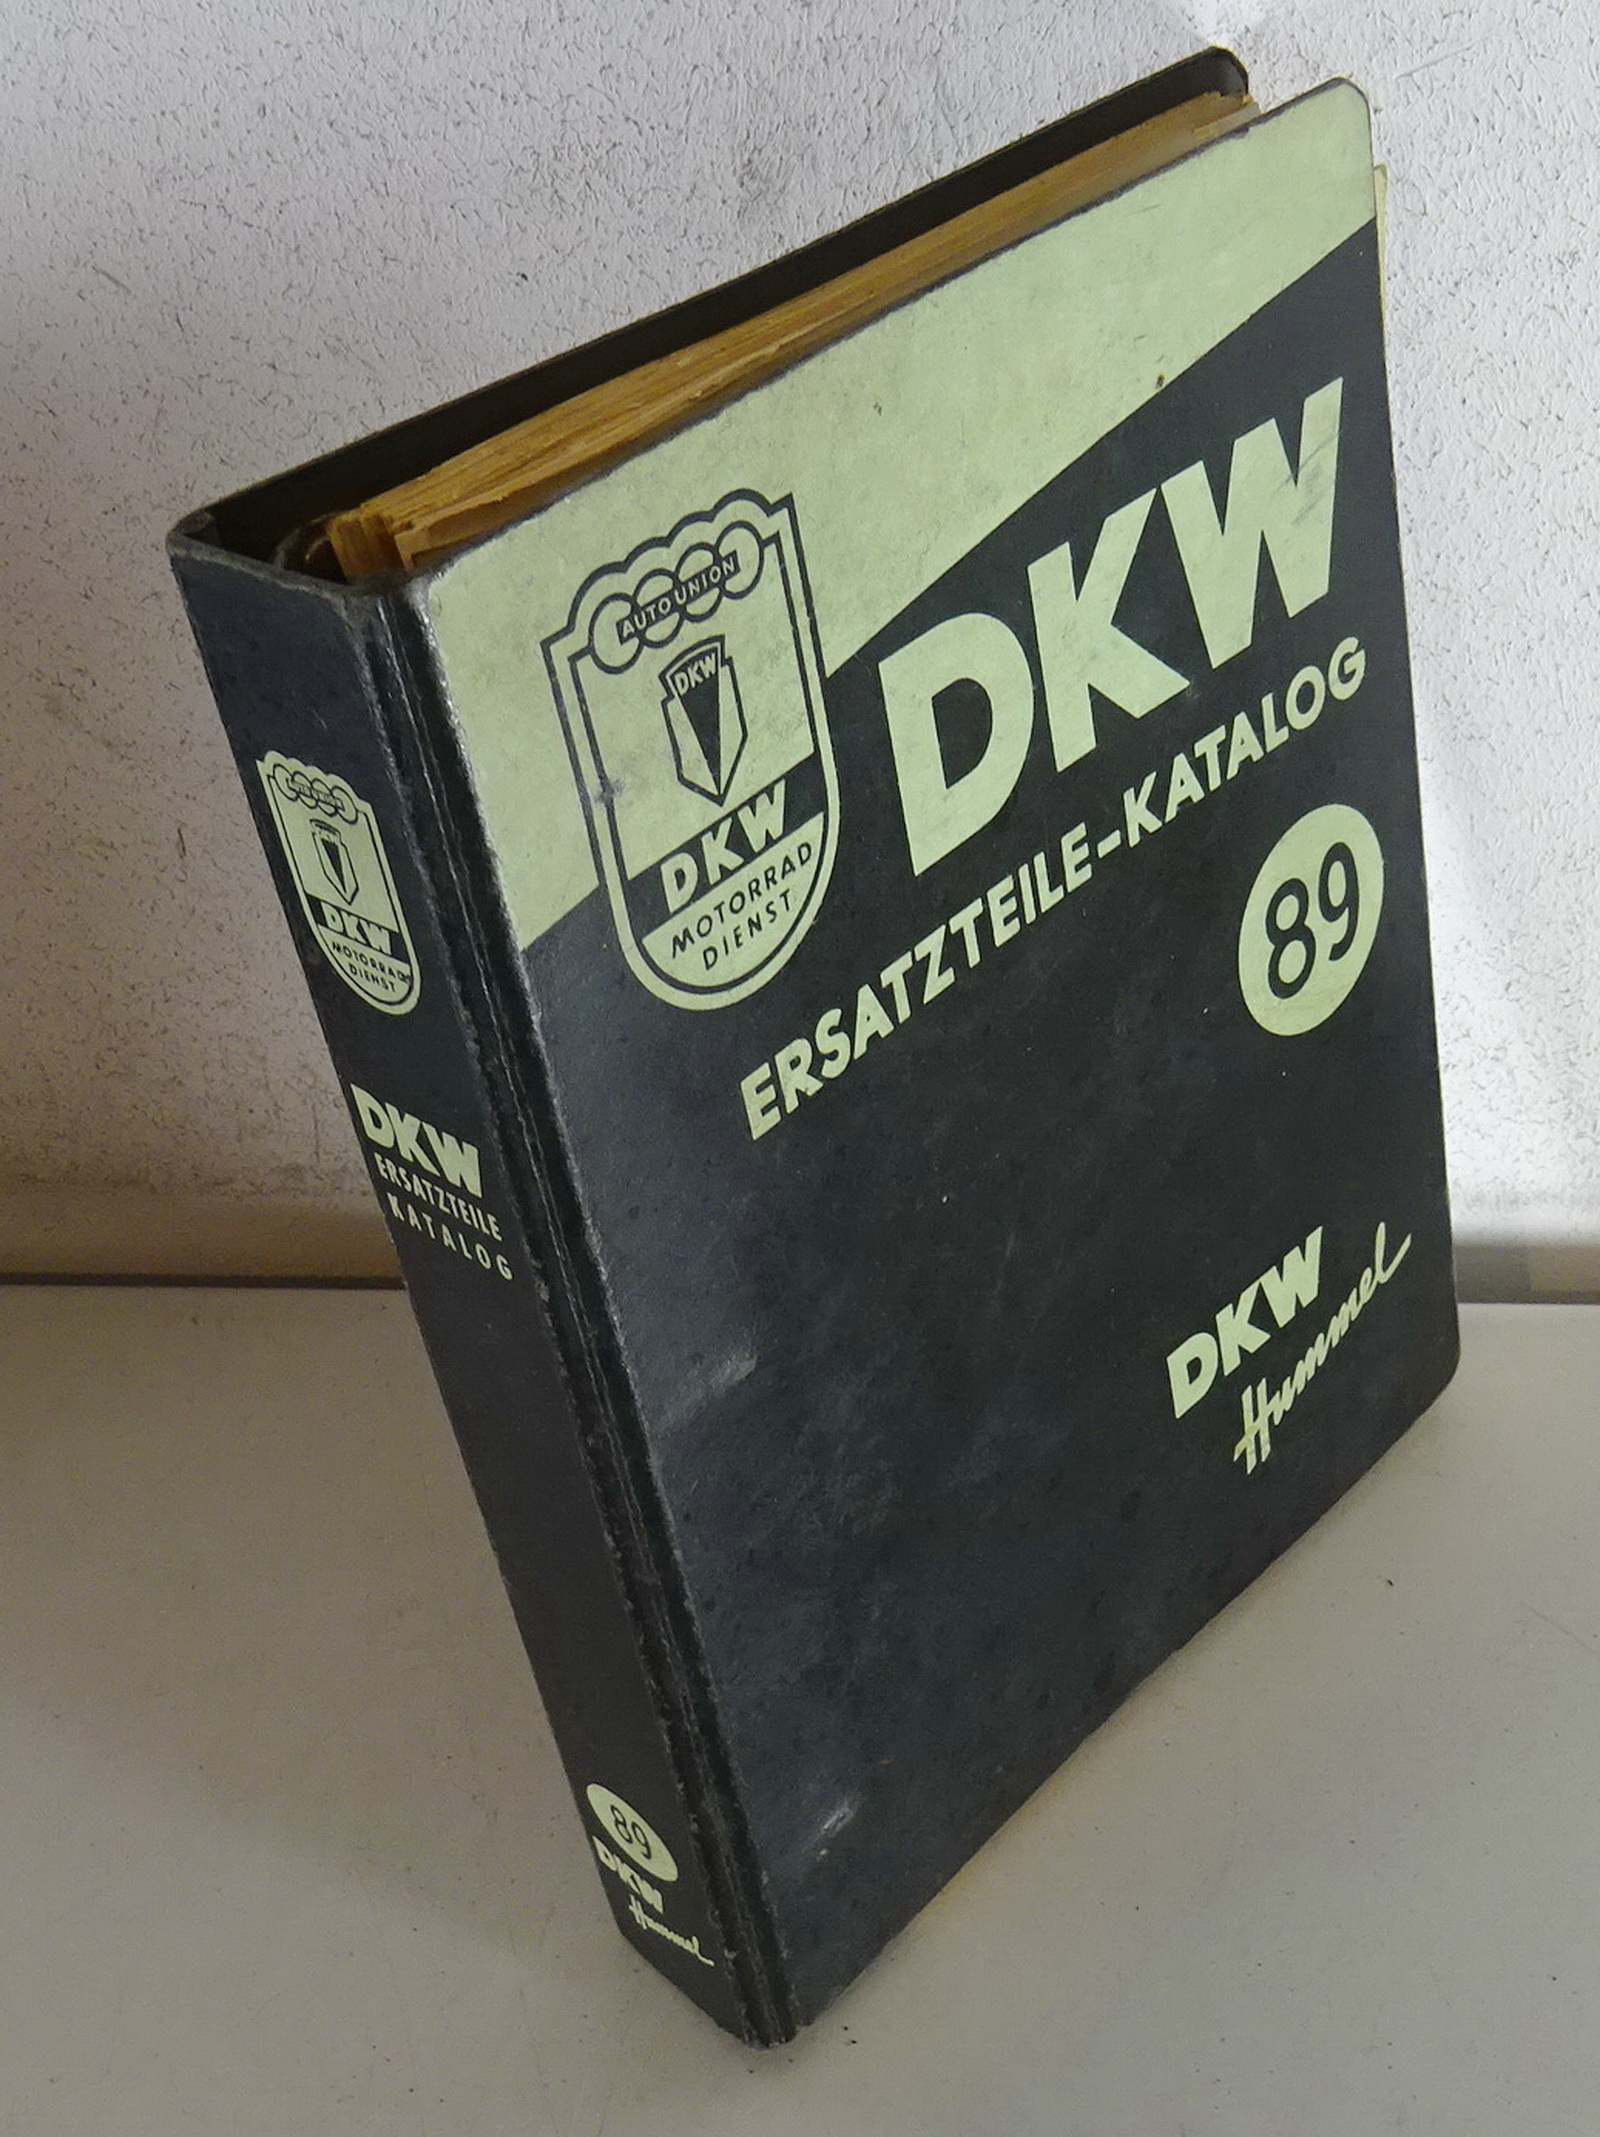 AUTO UNION
DKW
DKW
MOTORRAD
DIENST
DKW
ERSATZTEILE-KATALOG
89
DKW
Hummel
DKW
MOTORRAD
DIENST
DKW
ERSATZTEILE
KATALOG
89
DKW
Hummel